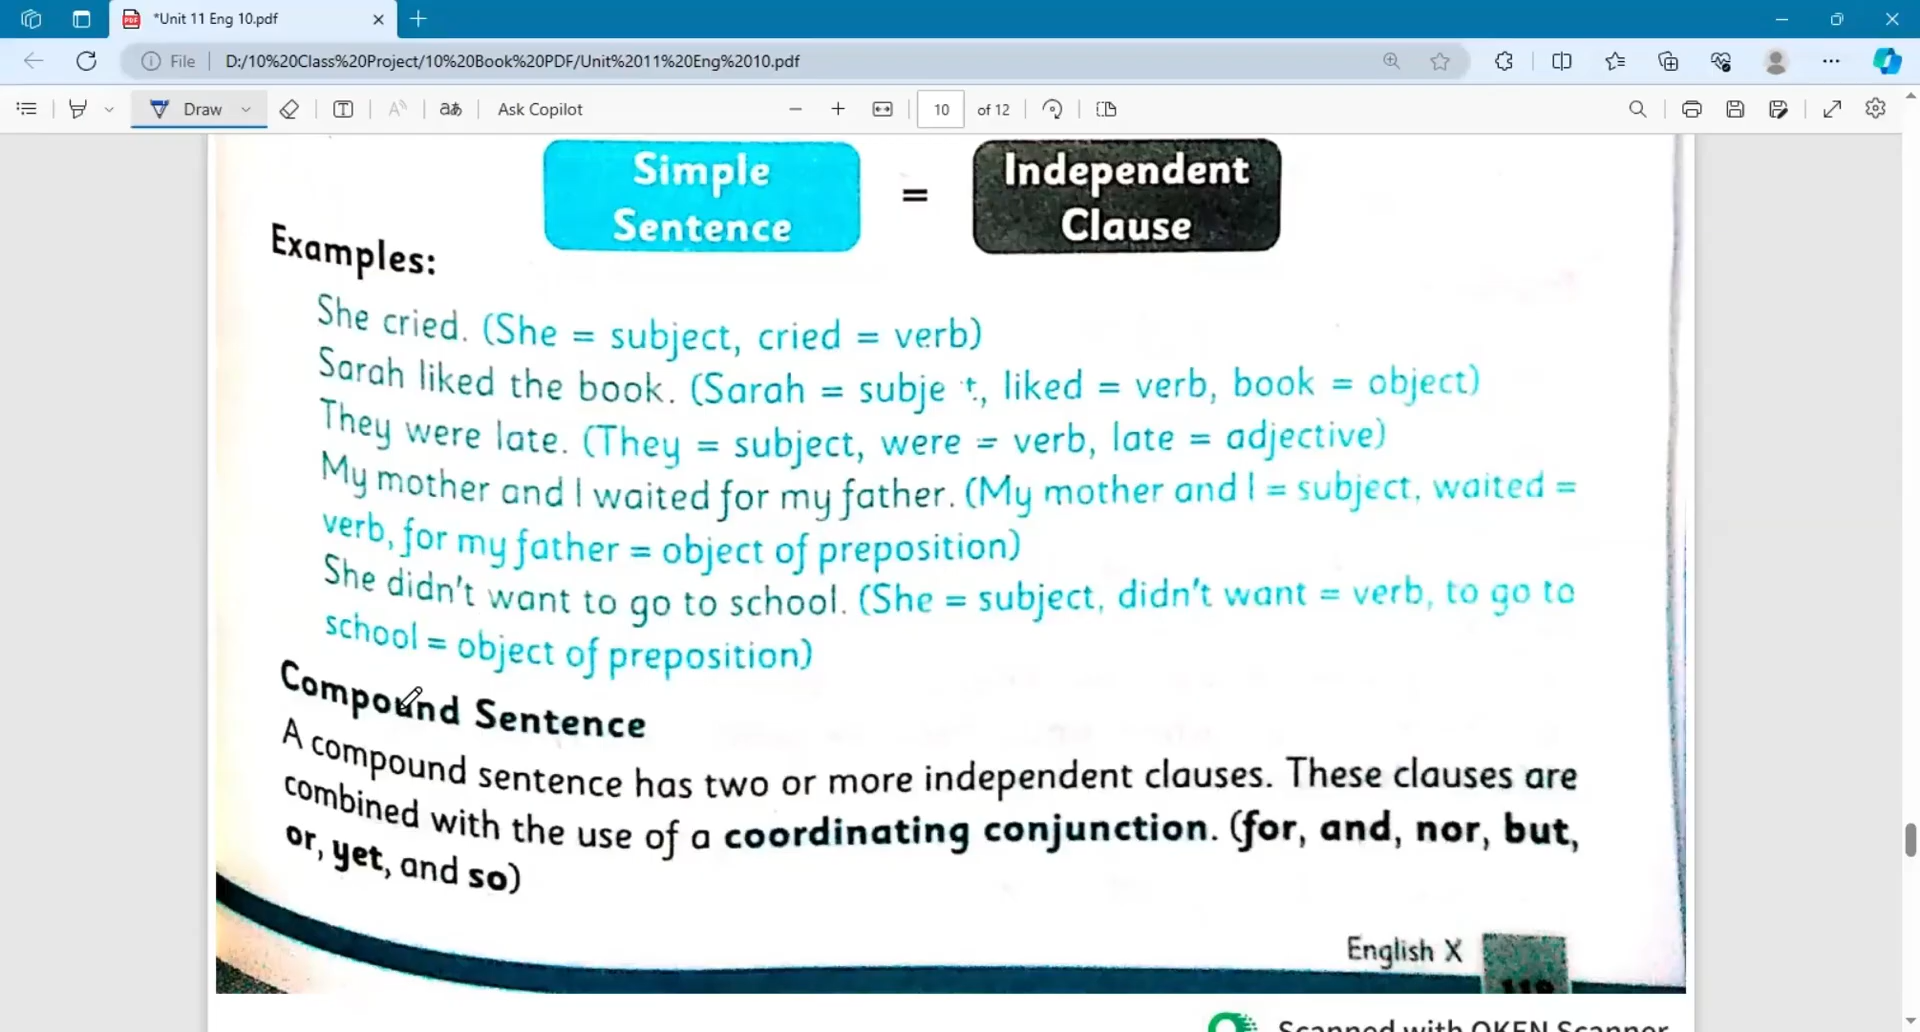 *Unit 11 Eng 10.pdf
File D:/10%20Class%20Project/10%20Book%20PDF/Unit%2011%20Eng%2010.pdf
Draw Ask Copilot 10 of 12
Simple Sentence = Independent Clause
Examples:
She cried. (She = subject, cried = verb)
Sarah liked the book. (Sarah = subje t, liked = verb, book = object)
They were late. (They = subject, were = verb, late = adjective)
My mother and I waited for my father. (My mother and I = subject, waited =
verb, for my father = object of preposition)
She didn't want to go to school. (She = subject, didn't want = verb, to go to
school = object of preposition)
Compound Sentence
A compound sentence has two or more independent clauses. These clauses are
combined with the use of a coordinating conjunction. (for, and, nor, but,
or, yet, and so)
English X
Scanned with OKEN Scanner